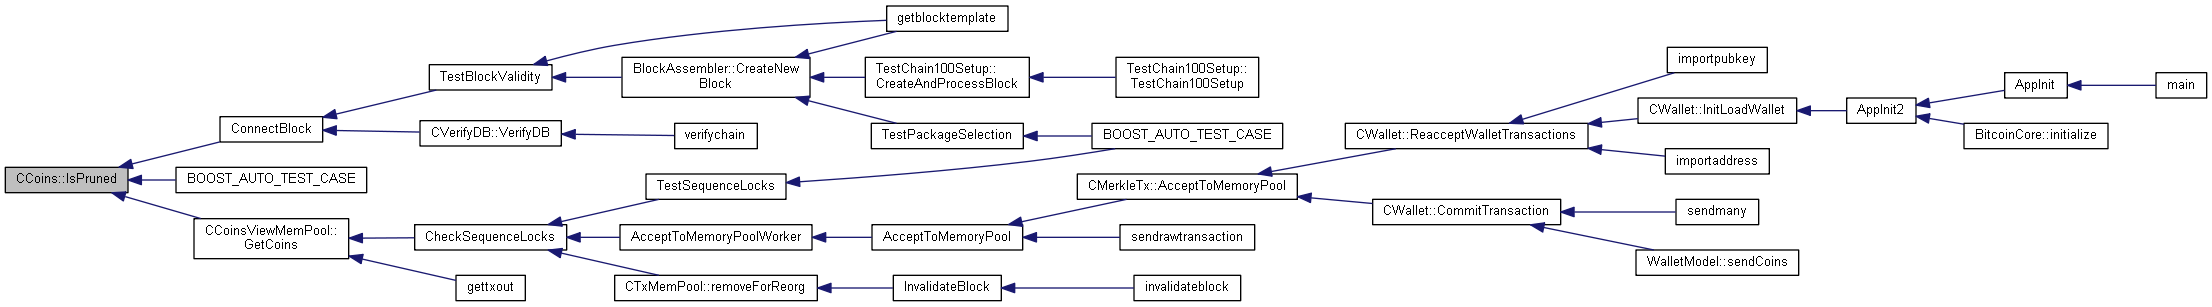 getblocktemplate
importpubkey
BlockAssembler::CreateNew
Block
TestChain100Setup::
CreateAndProcessBlock
TestChain100Setup::
TestChain100Setup
TestBlockValidity
AppInit
main
CWallet::InitLoadWallet
AppInit2
ConnectBlock
CVerifyDB::VerifyDB
verifychain
TestPackageSelection
BOOST_AUTO_TEST_CASE
CWallet::ReacceptWalletTransactions
BitcoinCore::initialize
importaddress
CCoins::IsPruned
BOOST_AUTO_TEST_CASE
TestSequenceLocks
CMerkleTx::AcceptToMemoryPool
CWallet::CommitTransaction
sendmany
CCoinsViewMemPool::
GetCoins
CheckSequenceLocks
AcceptToMemoryPoolWorker
AcceptToMemoryPool
sendrawtransaction
WalletModel::sendCoins
gettxout
CTxMemPool::removeForReorg
InvalidateBlock
invalidateblock